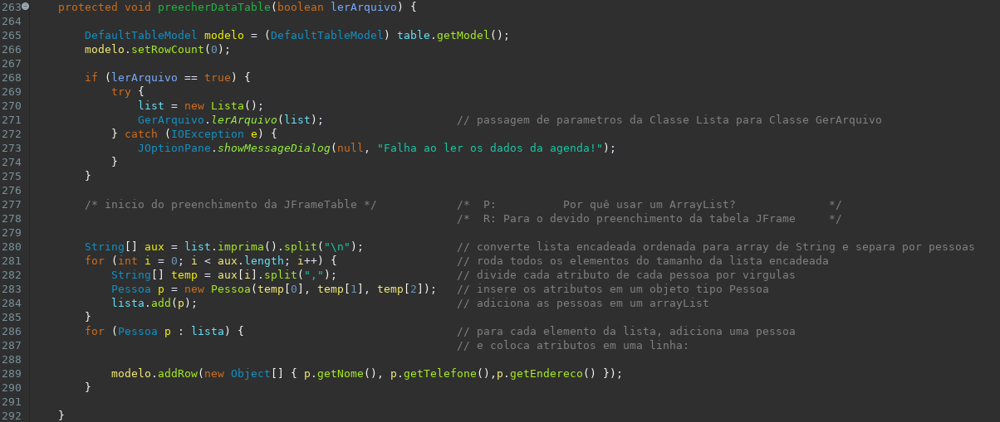 263 protected void preecherDataTable(boolean lerArquivo) {
264
265 DefaultTableModel modelo = (DefaultTableModel) table.getModel();
266 modelo.setRowCount(0);
267
268 if (lerArquivo == true) {
269 try {
270 list = new Lista();
271 GerArquivo.lerArquivo(list); // passagem de parametros da Classe Lista para Classe GerArquivo
272 } catch (IOException e) {
273 JOptionPane.showMessageDialog(null, "Falha ao ler os dados da agenda!");
274 }
275 }
276
277 /* inicio do preenchimento da JFrameTable */ /* P: Por quê usar um ArrayList? */
278 /* R: Para o devido preenchimento da tabela JFrame */
279
280 String[] aux = list.imprima().split("\n"); // converte lista encadeada ordenada para array de String e separa por pessoas
281 for (int i = 0; i < aux.length; i++) { // roda todos os elementos do tamanho da lista encadeada
282 String[] temp = aux[i].split(","); // divide cada atributo de cada pessoa por virgulas
283 Pessoa p = new Pessoa(temp[0], temp[1], temp[2]); // insere os atributos em um objeto tipo Pessoa
284 lista.add(p); // adiciona as pessoas em um arrayList
285 }
286 for (Pessoa p : lista) { // para cada elemento da lista, adiciona uma pessoa
287 // e coloca atributos em uma linha:
288
289 modelo.addRow(new Object[] { p.getNome(), p.getTelefone(),p.getEndereco() });
290 }
291
292 }